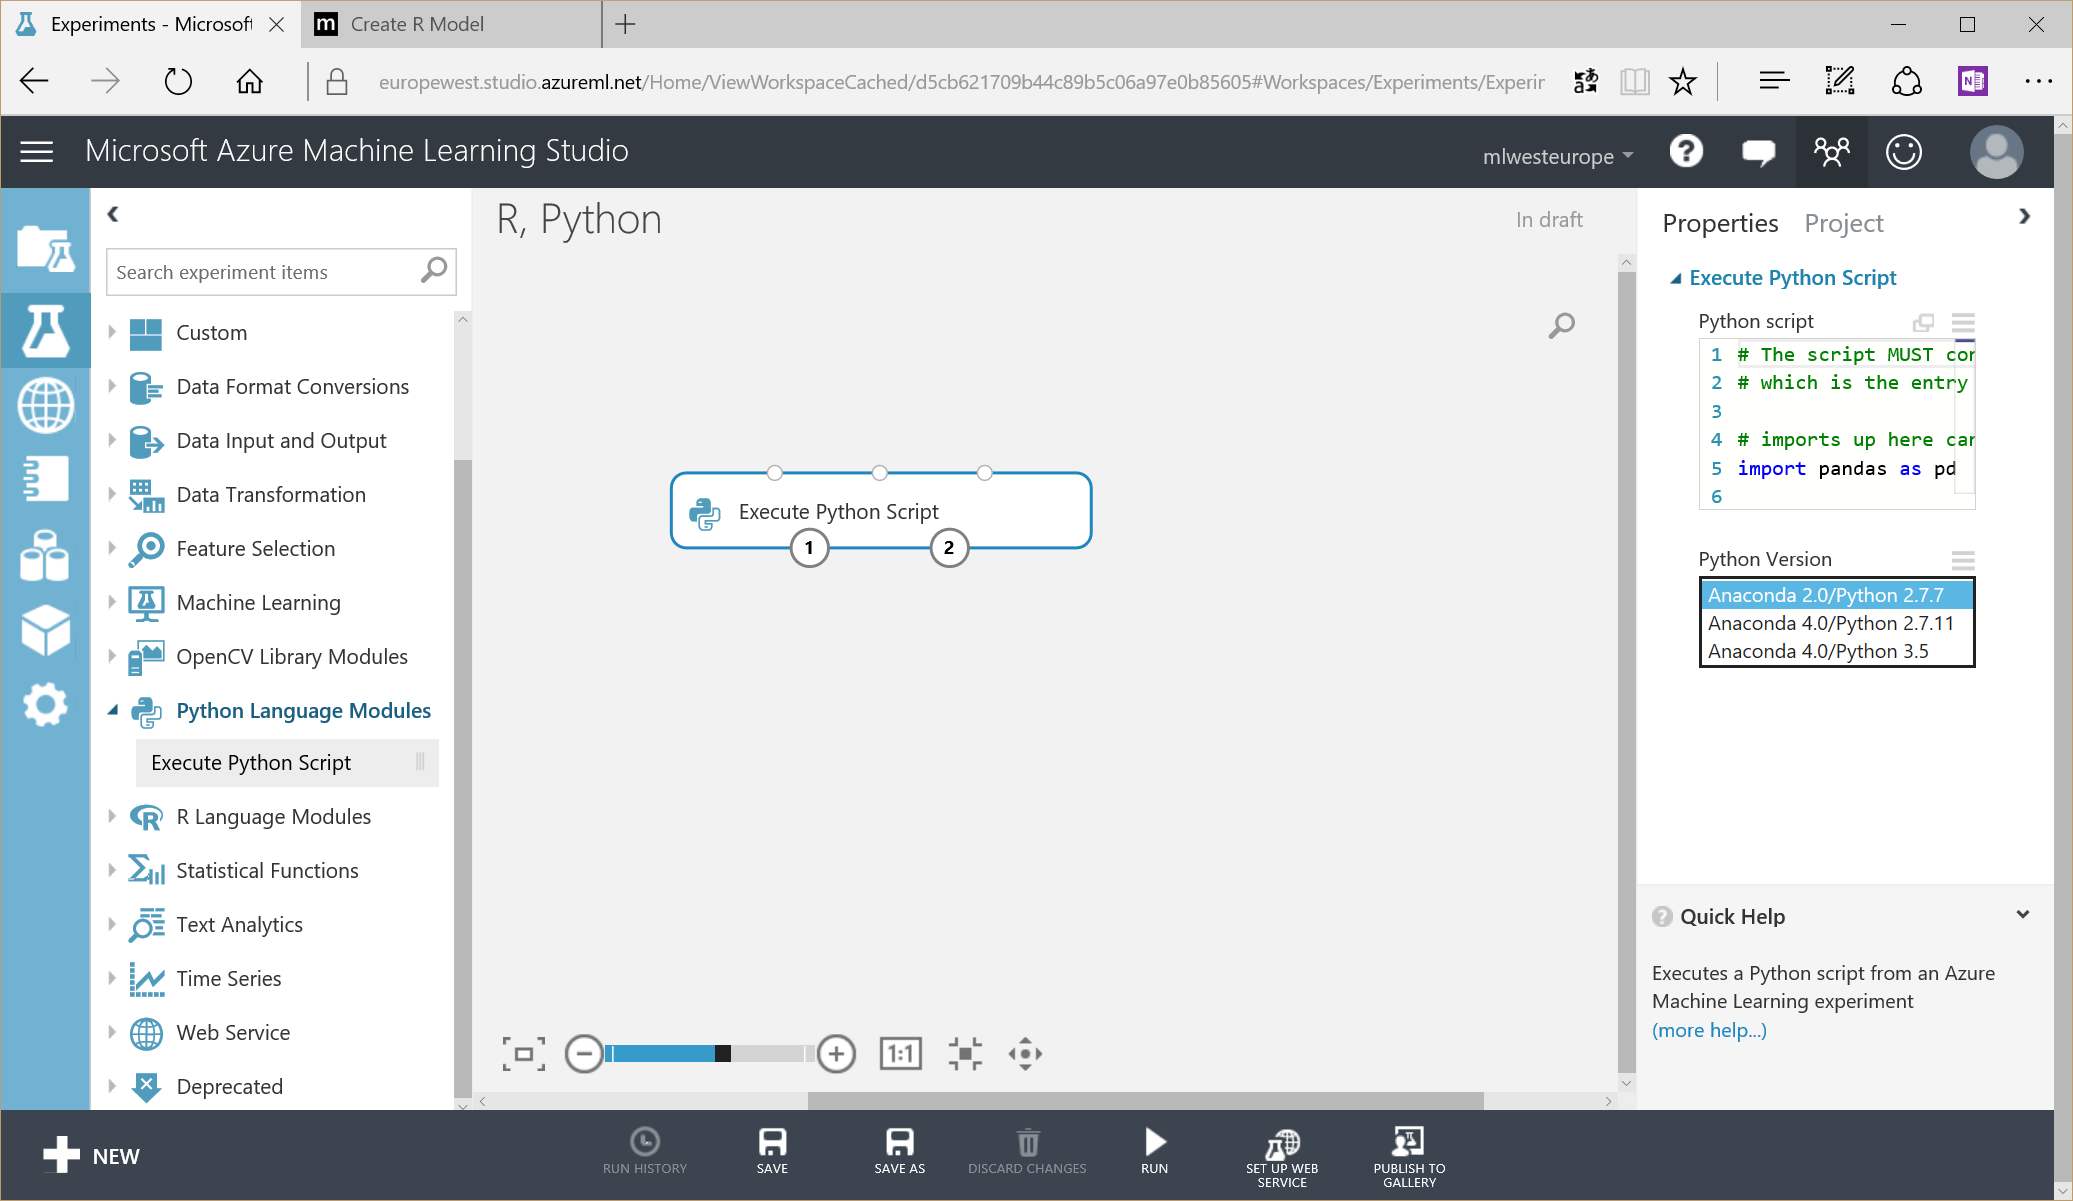 Experiments - Microsoft
m Create R Model
europewest.studio.azureml.net/Home/ViewWorkspaceCached/d5cb621709b44c89b5c06a97e0b85605#Workspaces/Experiments/Experir
Microsoft Azure Machine Learning Studio
mlwesteurope
R, Python
In draft
Search experiment items
Custom
Data Format Conversions
Data Input and Output
Data Transformation
Feature Selection
Machine Learning
OpenCV Library Modules
Python Language Modules
Execute Python Script
R Language Modules
Statistical Functions
Text Analytics
Time Series
Web Service
Deprecated
Execute Python Script
1 2
1:1
Properties Project
Execute Python Script
Python script
1 # The script MUST con
2 # which is the entry
3
4 # imports up here can
5 import pandas as pd
6
Python Version
Anaconda 2.0/Python 2.7.7
Anaconda 4.0/Python 2.7.11
Anaconda 4.0/Python 3.5
Quick Help
Executes a Python script from an Azure
Machine Learning experiment
(more help...)
NEW
RUN HISTORY
SAVE
SAVE AS
DISCARD CHANGES
RUN
SET UP WEB
SERVICE
PUBLISH TO
GALLERY